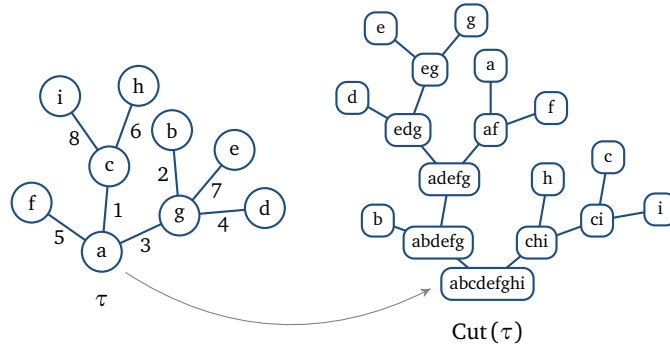 e
g
eg
a
h
i
d
f
b
edg
af
8
6
c
e
c
2
7
adefg
h
f
1
g
d
i
b
ci
5
3
4
abdefg
chi
a
abcdefghi
τ
Cut(τ)